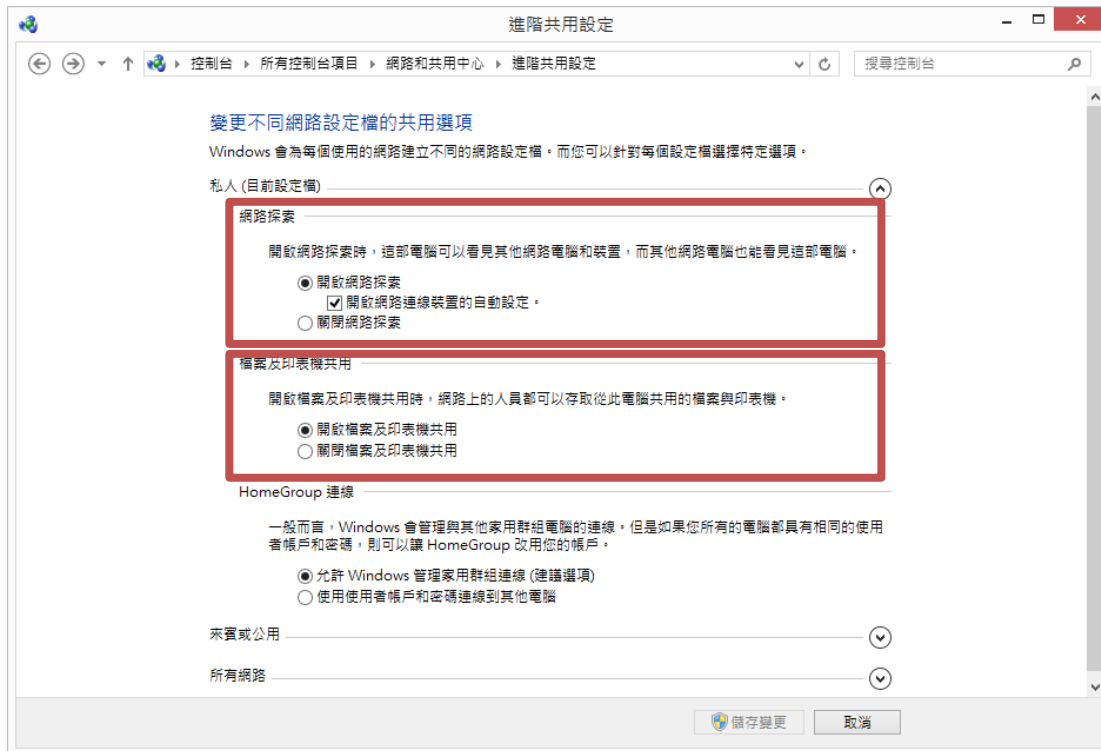 進階共用設定
控制台 ▸ 所有控制台項目 ▸ 網路和共用中心 ▸ 進階共用設定
搜尋控制台
變更不同網路設定檔的共用選項
Windows 會為每個使用的網路建立不同的網路設定檔。而您可以針對每個設定檔選擇特定選項。
私人 (目前設定檔)
網路探索
開啟網路探索時，這部電腦可以看見其他網路電腦和裝置，而其他網路電腦也能看見這部電腦。
開啟網路探索
開啟網路連線裝置的自動設定。
關閉網路探索
檔案及印表機共用
開啟檔案及印表機共用時，網路上的人員都可以存取從此電腦共用的檔案與印表機。
開啟檔案及印表機共用
關閉檔案及印表機共用
HomeGroup 連線
一般而言，Windows 會管理與其他家用群組電腦的連線。但是如果您所有的電腦都具有相同的使用
者帳戶和密碼，則可以讓 HomeGroup 改用您的帳戶。
允許 Windows 管理家用群組連線 (建議選項)
使用使用者帳戶和密碼連線到其他電腦
來賓或公用
所有網路
儲存變更
取消